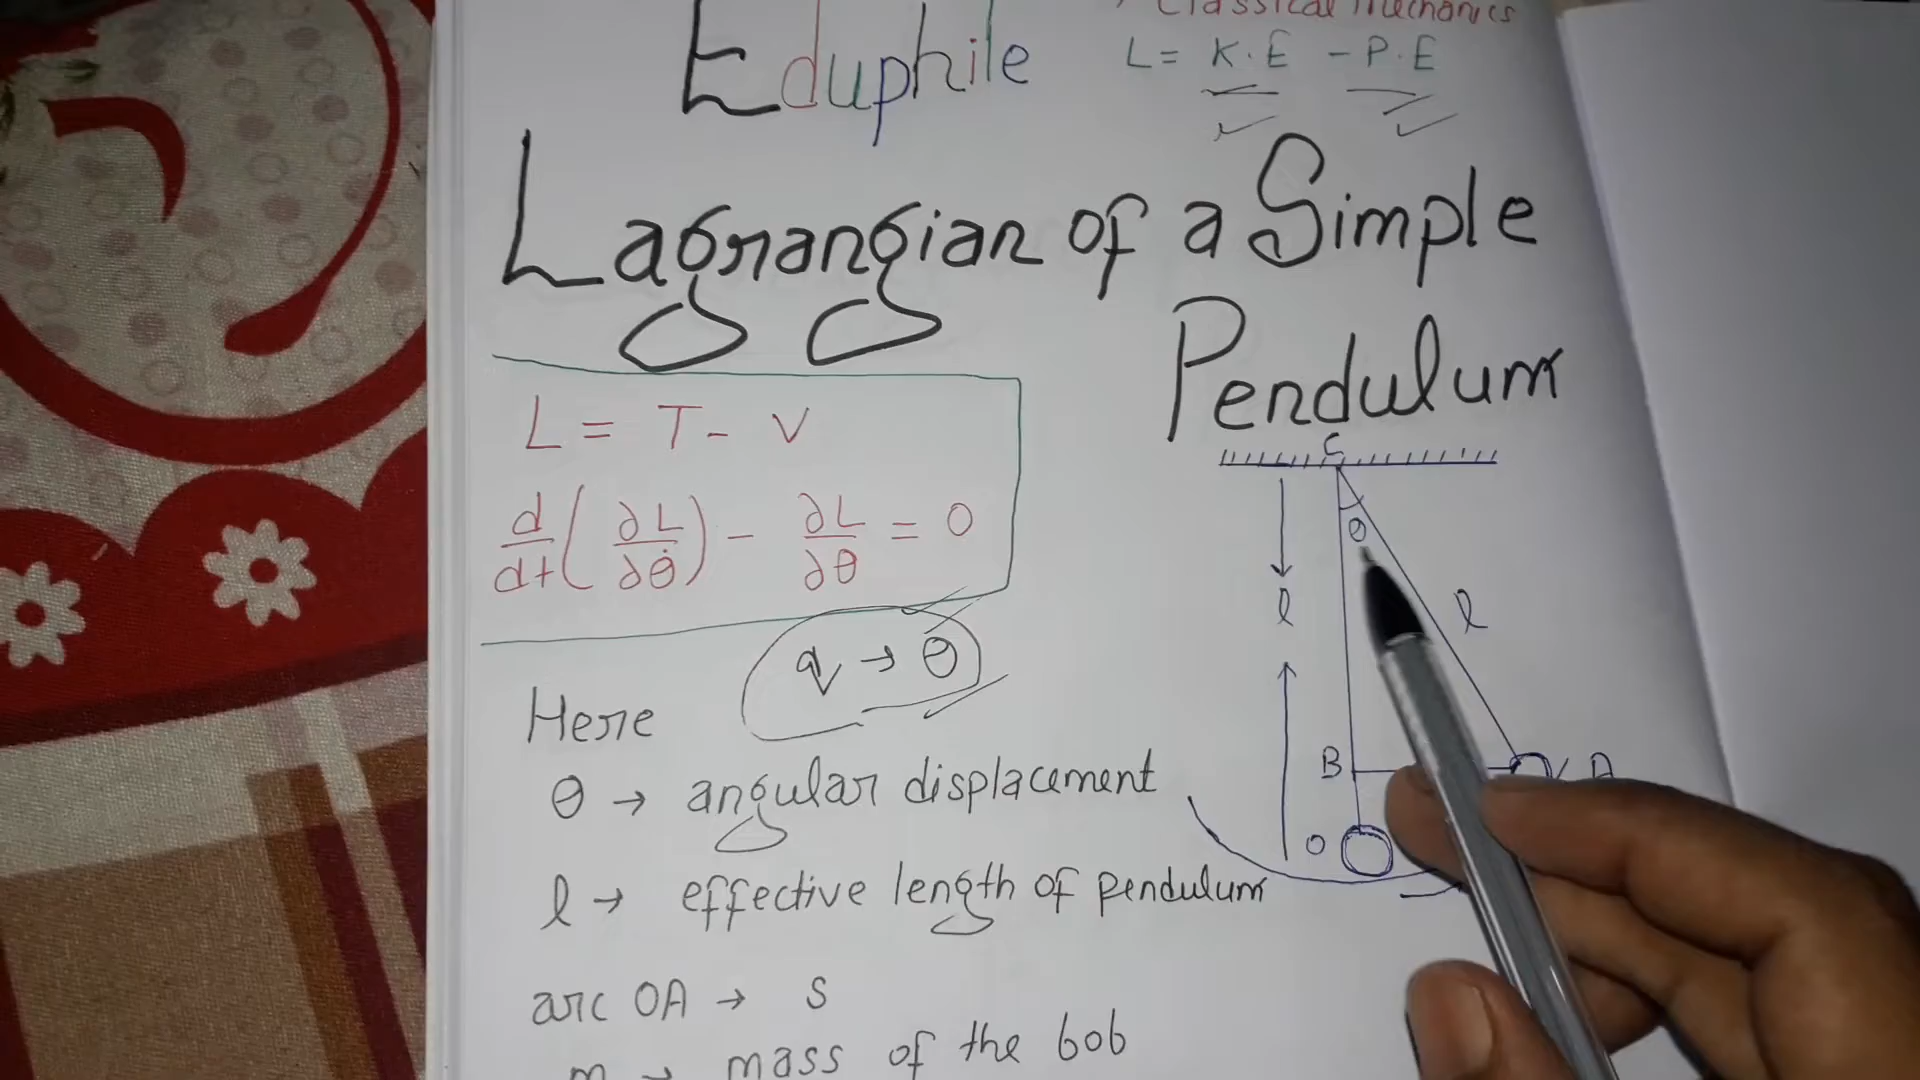 Eduphile
Classical Mechanics
L = K.E - P.E
Lagrangian of a Simple
Pendulum
L = T - V
d/dt (∂L/∂θ̇) - ∂L/∂θ = 0
q → θ
Here
θ → angular displacement
l → effective length of pendulum
arc OA → s
m → mass of the bob
C
θ
l
l
B
A
O